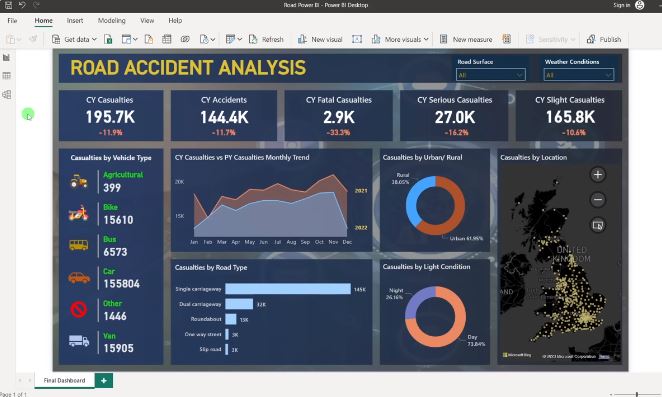 Road Power BI - Power BI Desktop
Sign in
File
Home
Insert
Modeling
View
Help
Get data
Refresh
New visual
More visuals
New measure
Sensitivity
Publish
ROAD ACCIDENT ANALYSIS
Road Surface
All
Weather Conditions
All
CY Casualties
195.7K
-11.9%
CY Accidents
144.4K
-11.7%
CY Fatal Casualties
2.9K
-33.3%
CY Serious Casualties
27.0K
-16.2%
CY Slight Casualties
165.8K
-10.6%
Casualties by Vehicle Type
Agricultural
399
Bike
15610
Bus
6573
Car
155804
Other
1446
Van
15905
CY Casualties vs PY Casualties Monthly Trend
20K
15K
2021
2022
Jan Feb Mar Apr May Jun Jul Aug Sep Oct Nov Dec
Casualties by Road Type
Single carriageway 145K
Dual carriageway 32K
Roundabout 13K
One way street 3K
Slip road 3K
Casualties by Urban/ Rural
Rural
38.05%
Urban 61.95%
Casualties by Light Condition
Night
26.16%
Day
73.84%
Casualties by Location
UNITED
KINGDOM
AND
Microsoft Bing
Microsoft Corporation
Terms
Final Dashboard
Page 1 of 1